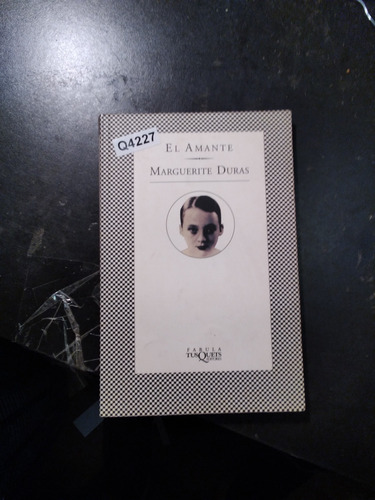 Q4227
EL AMANTE
MARGUERITE DURAS
FÁBULA
TUSQUETS